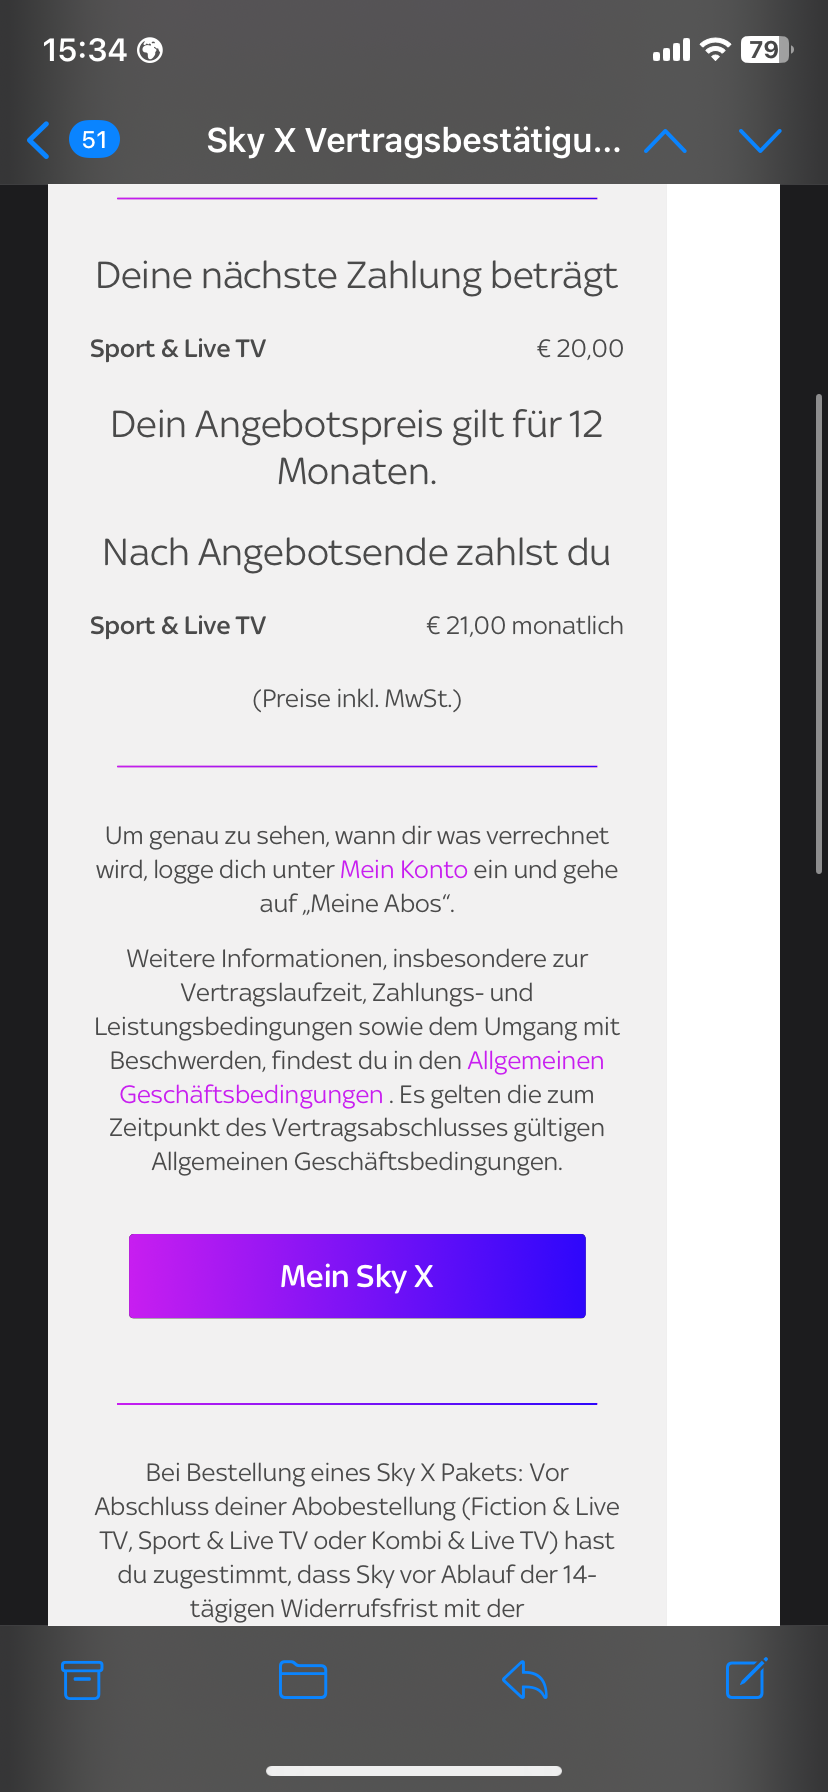 15:34
79
51
Sky X Vertragsbestätigu...
Deine nächste Zahlung beträgt
Sport & Live TV € 20,00
Dein Angebotspreis gilt für 12
Monaten.
Nach Angebotsende zahlst du
Sport & Live TV € 21,00 monatlich
(Preise inkl. MwSt.)
Um genau zu sehen, wann dir was verrechnet
wird, logge dich unter Mein Konto ein und gehe
auf „Meine Abos“.
Weitere Informationen, insbesondere zur
Vertragslaufzeit, Zahlungs- und
Leistungsbedingungen sowie dem Umgang mit
Beschwerden, findest du in den Allgemeinen
Geschäftsbedingungen . Es gelten die zum
Zeitpunkt des Vertragsabschlusses gültigen
Allgemeinen Geschäftsbedingungen.
Mein Sky X
Bei Bestellung eines Sky X Pakets: Vor
Abschluss deiner Abobestellung (Fiction & Live
TV, Sport & Live TV oder Kombi & Live TV) hast
du zugestimmt, dass Sky vor Ablauf der 14-
tägigen Widerrufsfrist mit der